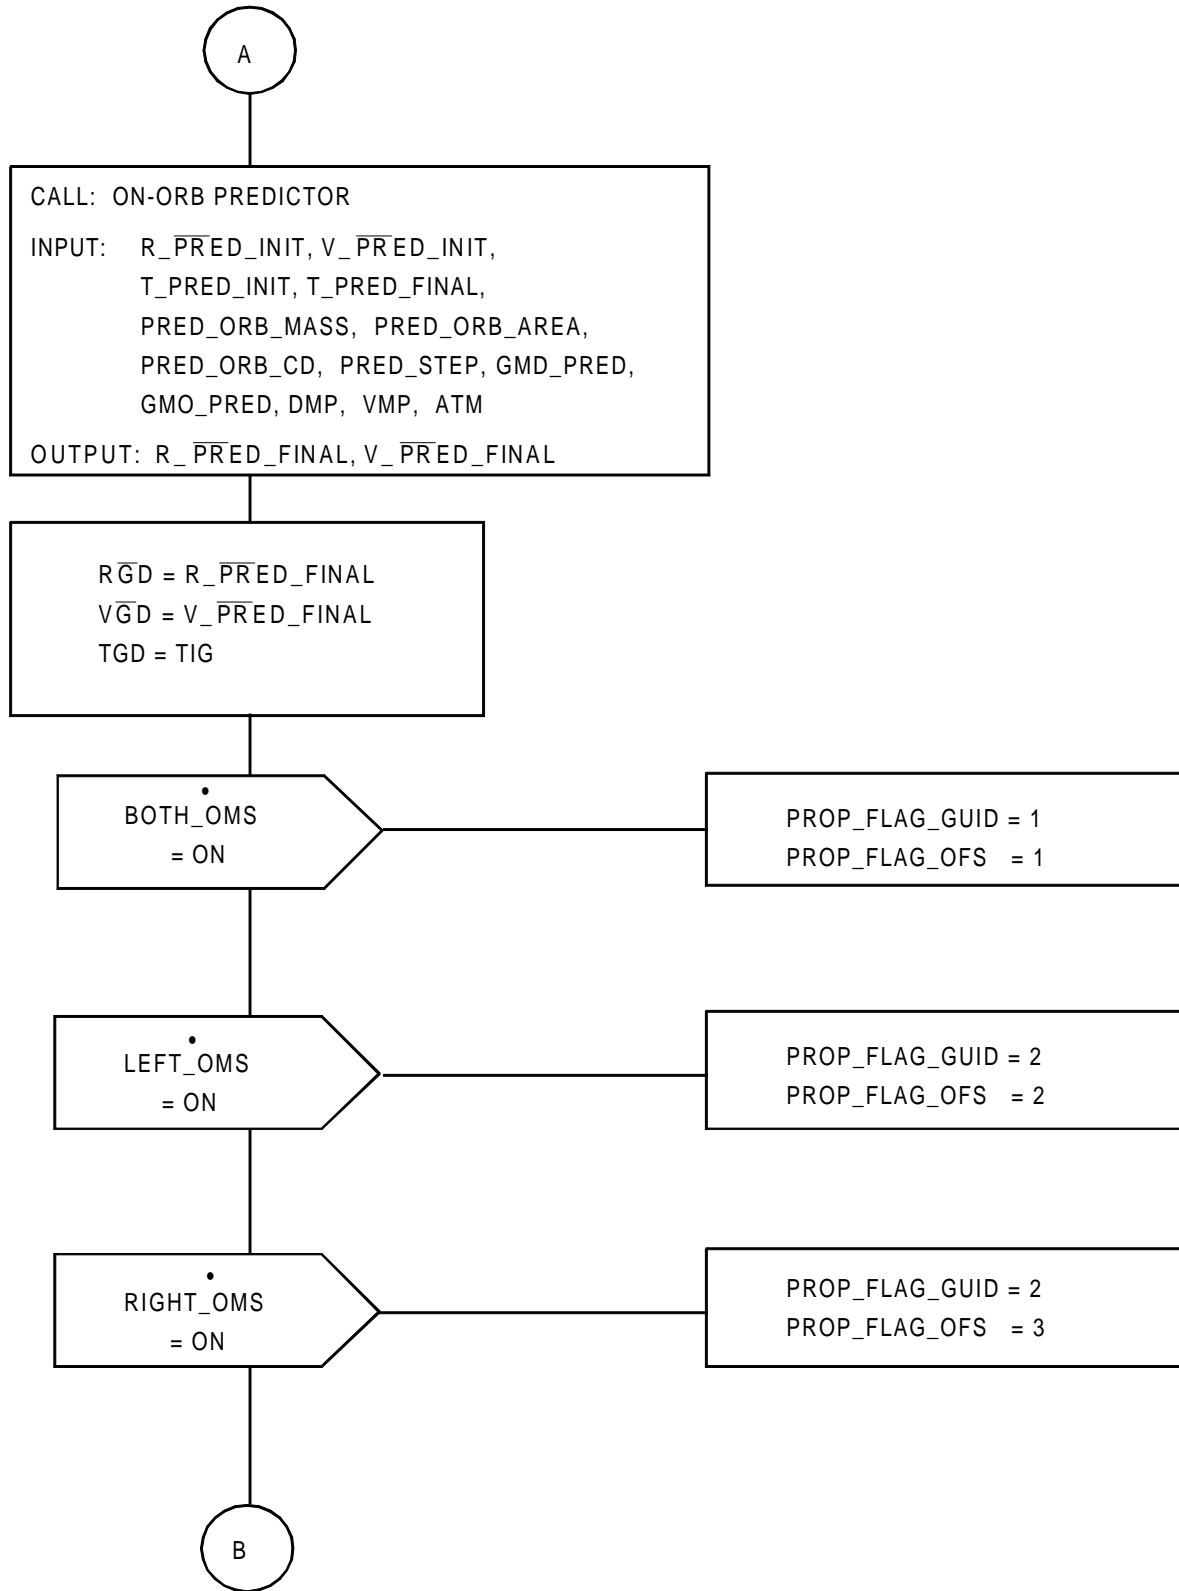 A
CALL: ON-ORB PREDICTOR
INPUT: R_PRED_INIT, V_PRED_INIT,
T_PRED_INIT, T_PRED_FINAL,
PRED_ORB_MASS, PRED_ORB_AREA,
PRED_ORB_CD, PRED_STEP, GMD_PRED,
GMO_PRED, DMP, VMP, ATM
OUTPUT: R_PRED_FINAL, V_PRED_FINAL
RGD = R_PRED_FINAL
VGD = V_PRED_FINAL
TGD = TIG
BOTH_OMS
= ON
PROP_FLAG_GUID = 1
PROP_FLAG_OFS = 1
LEFT_OMS
= ON
PROP_FLAG_GUID = 2
PROP_FLAG_OFS = 2
RIGHT_OMS
= ON
PROP_FLAG_GUID = 2
PROP_FLAG_OFS = 3
B